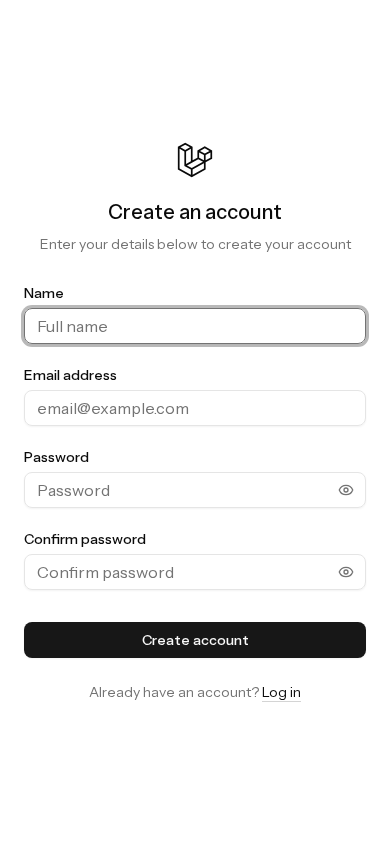 Create an account
Enter your details below to create your account
Name
Full name
Email address
email@example.com
Password
Password
Confirm password
Confirm password
Create account
Already have an account? Log in